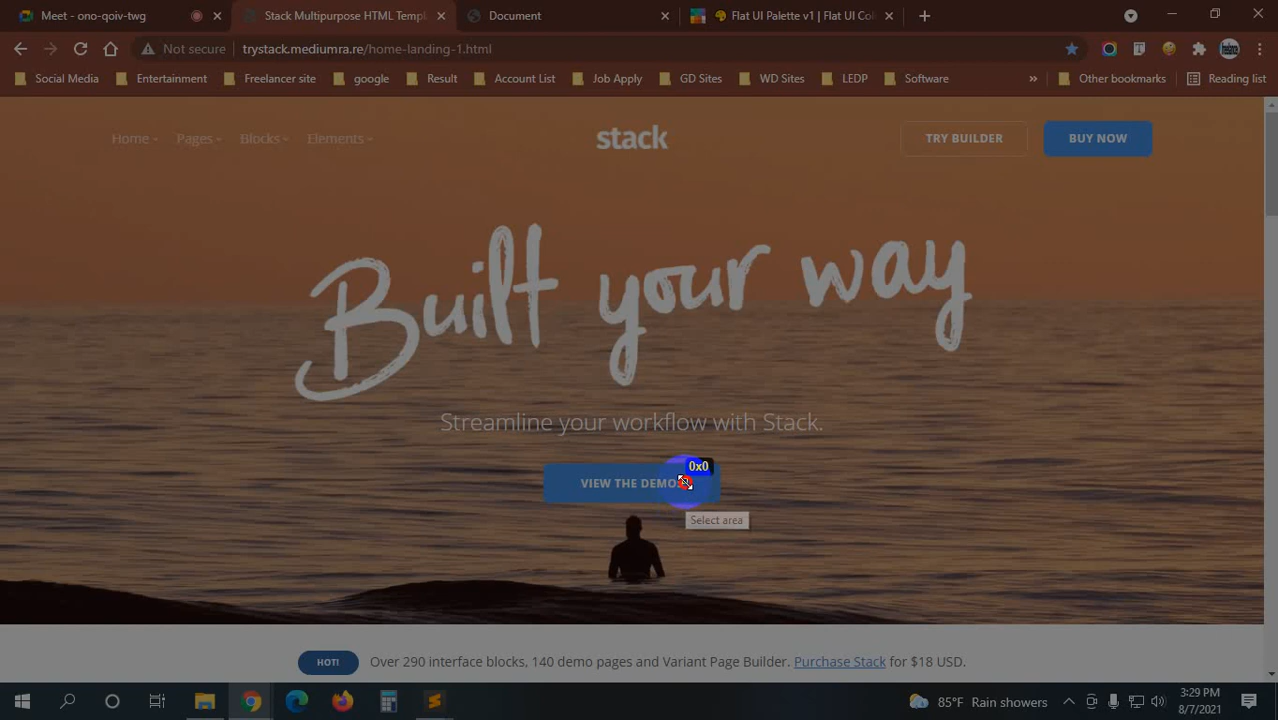 Meet - ono-qoiv-twg
Stack Multipurpose HTML Templ
Document
Flat UI Palette v1 | Flat UI Col
Not secure
trystack.mediumra.re/home-landing-1.html
Social Media
Entertainment
Freelancer site
google
Result
Account List
Job Apply
GD Sites
WD Sites
LEDP
Software
»
Other bookmarks
Reading list
Home
Pages
Blocks
Elements
stack
TRY BUILDER
BUY NOW
Built your way
Streamline your workflow with Stack.
0x0
VIEW THE DEMOS
Select area
HOT!
Over 290 interface blocks, 140 demo pages and Variant Page Builder. Purchase Stack for $18 USD.
85°F Rain showers
3:29 PM
8/7/2021